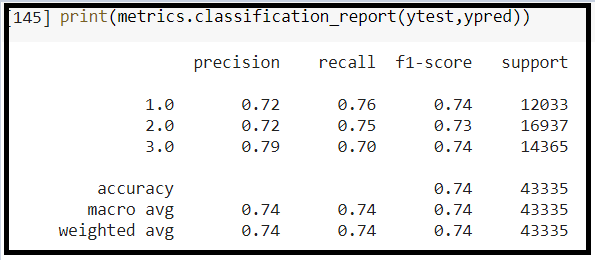 [145] print(metrics.classification_report(ytest,ypred))
precision recall f1-score support
1.0 0.72 0.76 0.74 12033
2.0 0.72 0.75 0.73 16937
3.0 0.79 0.70 0.74 14365
accuracy 0.74 43335
macro avg 0.74 0.74 0.74 43335
weighted avg 0.74 0.74 0.74 43335